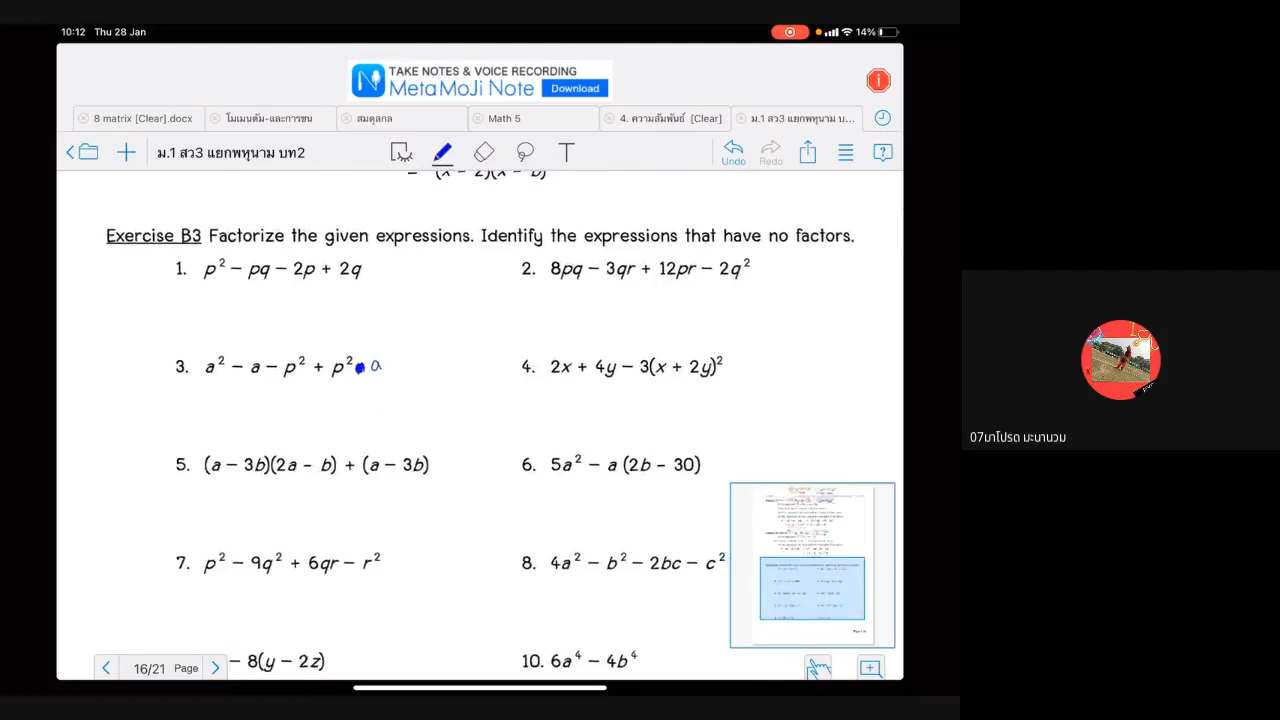 10:12 Thu 28 Jan 14%
TAKE NOTES & VOICE RECORDING
MetaMoJi Note Download
8 matrix [Clear].docx โมเมนตัม-และการชน สมดุลกล Math 5 4. ความสัมพันธ์ [Clear] ม.1 สว3 แยกพหุนาม บ...
ม.1 สว3 แยกพหุนาม บท2 T Undo Redo
Exercise B3 Factorize the given expressions. Identify the expressions that have no factors.
1. p² − pq − 2p + 2q
2. 8pq − 3qr + 12pr − 2q²
3. a² − a − p² + p² a
4. 2x + 4y − 3(x + 2y)²
5. (a − 3b)(2a - b) + (a − 3b)
6. 5a² − a (2b - 30)
7. p² − 9q² + 6qr − r²
8. 4a² − b² − 2bc − c²
− 8(y − 2z)
10. 6a⁴ − 4b⁴
16/21 Page
07มาโปรด มะนานวม